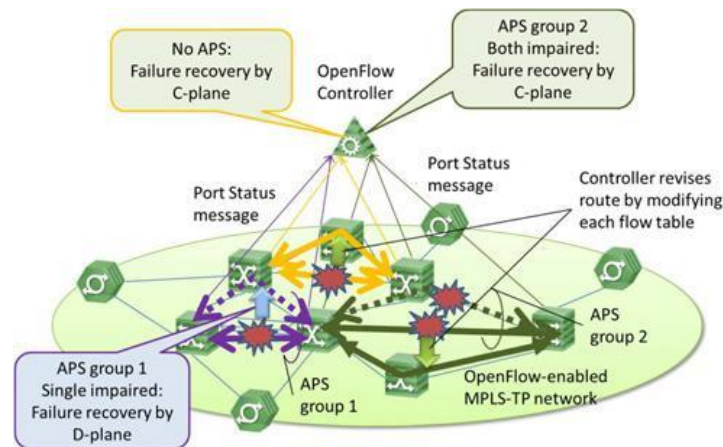 No APS:
Failure recovery by
C-plane
OpenFlow
Controller
APS group 2
Both impaired:
Failure recovery by
C-plane
Port Status
message
Port Status
message
Controller revises
route by modifying
each flow table
APS
group 2
APS group 1
Single impaired:
Failure recovery by
D-plane
APS
group 1
OpenFlow-enabled
MPLS-TP network